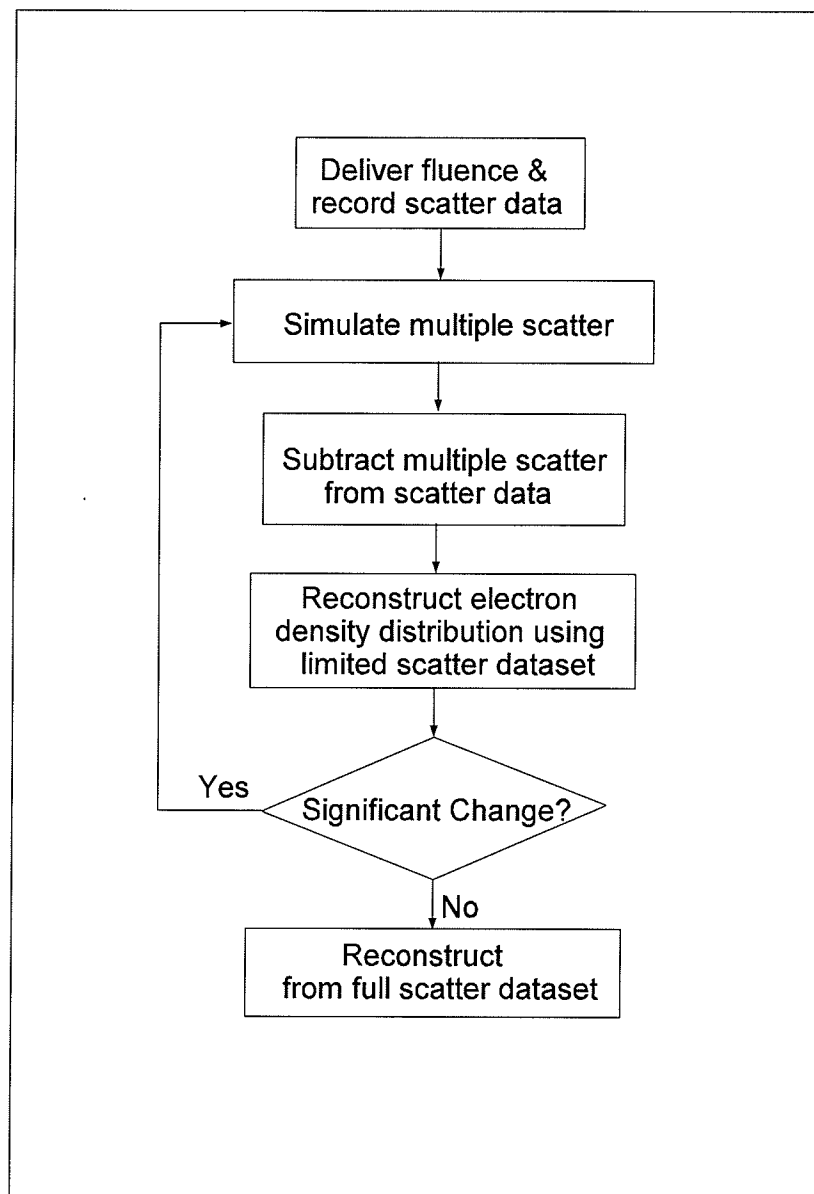 Deliver fluence &
record scatter data
Simulate multiple scatter
Subtract multiple scatter
from scatter data
Reconstruct electron
density distribution using
limited scatter dataset
Significant Change?
Yes
No
Reconstruct
from full scatter dataset